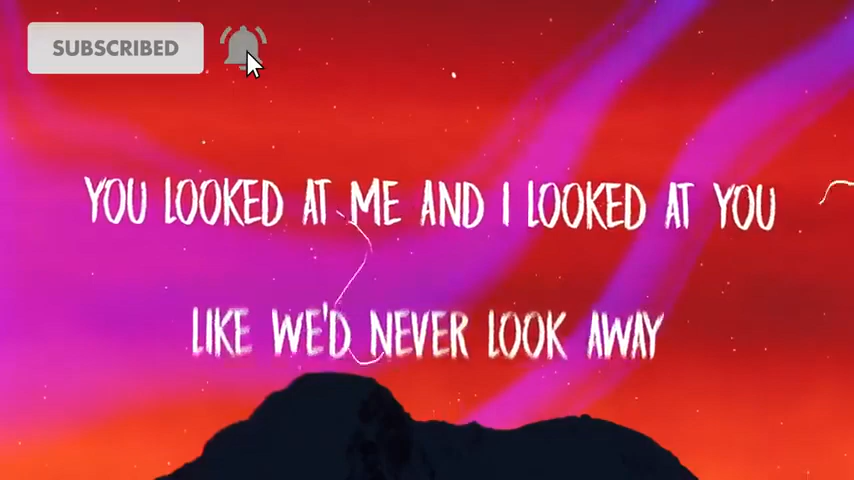 SUBSCRIBED
YOU LOOKED AT ME AND I LOOKED AT YOU
LIKE WE'D NEVER LOOK AWAY